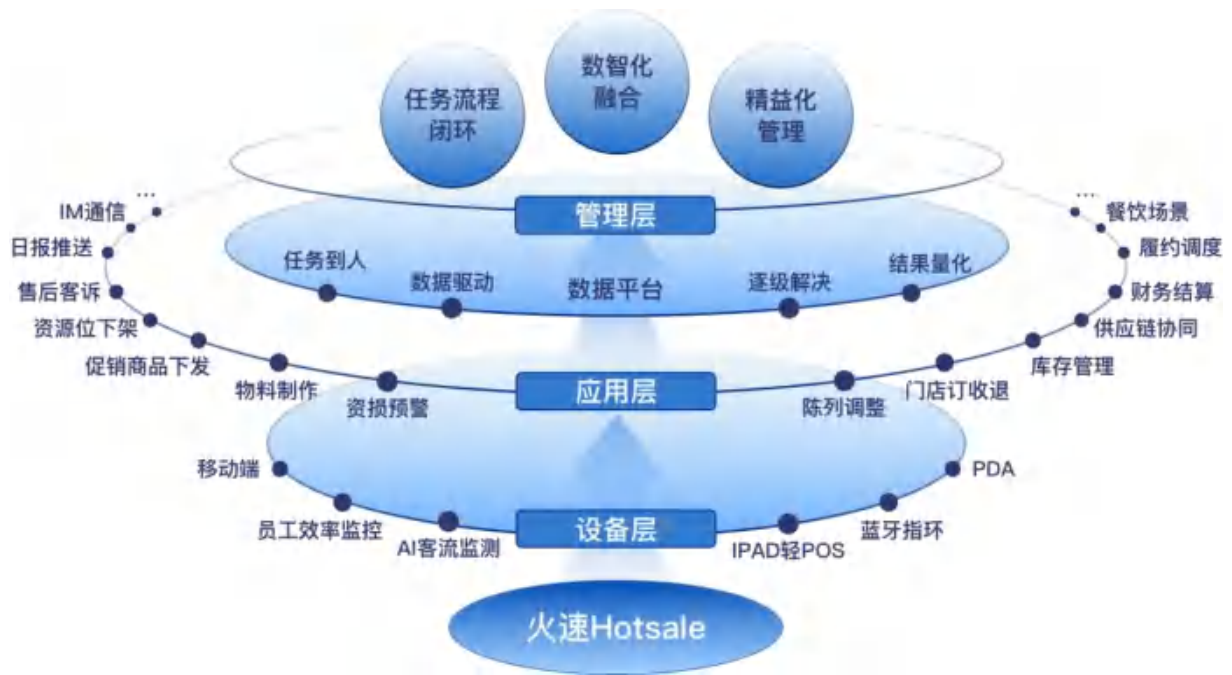 数智化
融合
任务流程
闭环
精益化
管理
管理层
任务到人
数据驱动
数据平台
逐级解决
结果量化
...
IM通信
日报推送
售后客诉
资源位下架
促销商品下发
物料制作
资损预警
应用层
陈列调整
门店订收退
库存管理
供应链协同
财务结算
履约调度
餐饮场景
...
移动端
员工效率监控
AI客流监测
设备层
IPAD轻POS
蓝牙指环
PDA
火速Hotsale